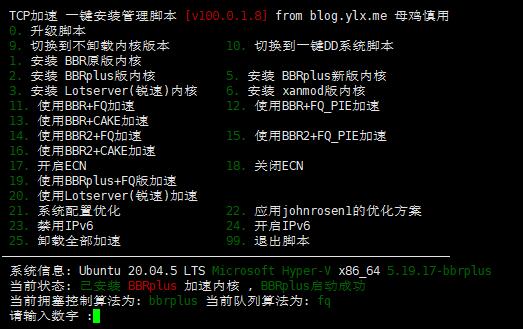 TCP加速 一键安装管理脚本 [v100.0.1.8] from blog.ylx.me 母鸡慎用
0. 升级脚本
9. 切换到不卸载内核版本 10. 切换到一键DD系统脚本
1. 安装 BBR原版内核
2. 安装 BBRplus版内核 5. 安装 BBRplus新版内核
3. 安装 Lotserver(锐速)内核 6. 安装 xanmod版内核
11. 使用BBR+FQ加速 12. 使用BBR+FQ_PIE加速
13. 使用BBR+CAKE加速
14. 使用BBR2+FQ加速 15. 使用BBR2+FQ_PIE加速
16. 使用BBR2+CAKE加速
17. 开启ECN 18. 关闭ECN
19. 使用BBRplus+FQ版加速
20. 使用Lotserver(锐速)加速
21. 系统配置优化 22. 应用johnrosen1的优化方案
23. 禁用IPv6 24. 开启IPv6
25. 卸载全部加速 99. 退出脚本
系统信息: Ubuntu 20.04.5 LTS Microsoft Hyper-V x86_64 5.19.17-bbrplus
当前状态: 已安装 BBRplus 加速内核 , BBRplus启动成功
当前拥塞控制算法为: bbrplus 当前队列算法为: fq
请输入数字 :